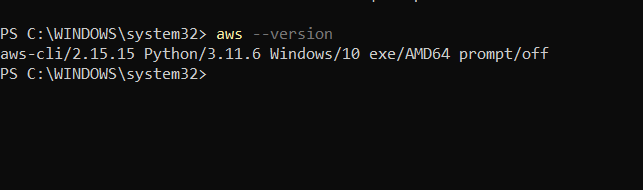 PS C:\WINDOWS\system32> aws --version
aws-cli/2.15.15 Python/3.11.6 Windows/10 exe/AMD64 prompt/off
PS C:\WINDOWS\system32>